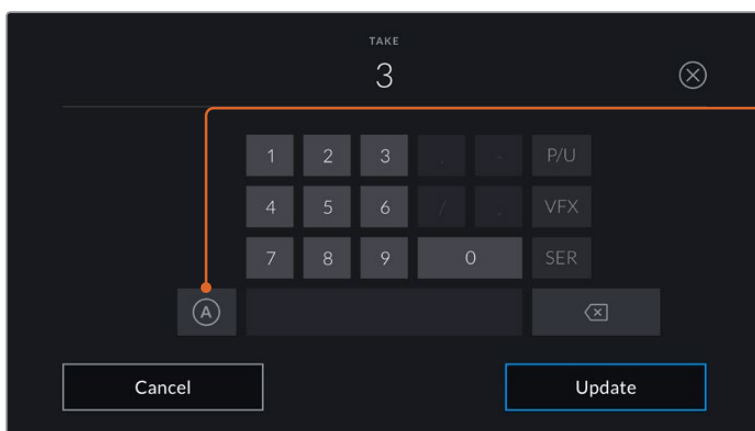 TAKE
3
1 2 3 . - P/U
4 5 6 / , VFX
7 8 9 0 SER
A
Cancel Update